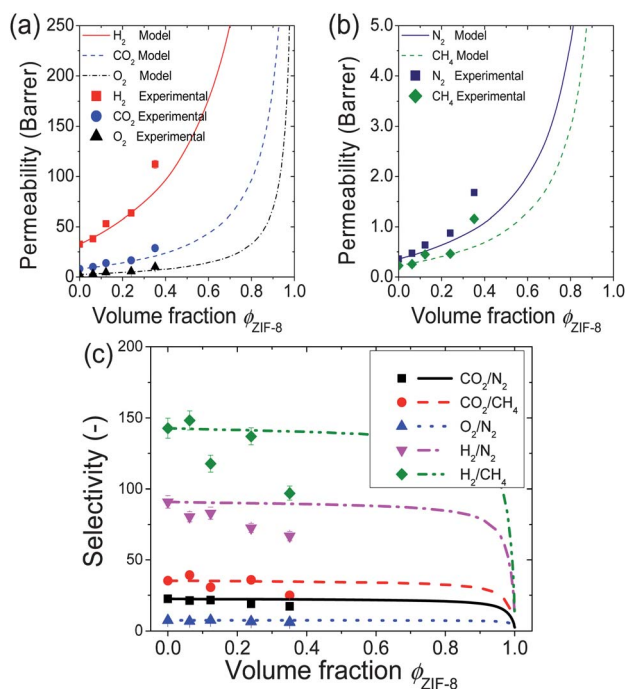 (a)
250
200
150
100
50
0
Permeability (Barrer)
H₂ Model
CO₂ Model
O₂ Model
H₂ Experimental
CO₂ Experimental
O₂ Experimental
0.0 0.2 0.4 0.6 0.8 1.0
Volume fraction ϕZIF-8
(b)
5.0
4.0
3.0
2.0
1.0
0.0
Permeability (Barrer)
N₂ Model
CH₄ Model
N₂ Experimental
CH₄ Experimental
0.0 0.2 0.4 0.6 0.8 1.0
Volume fraction ϕZIF-8
(c)
200
150
100
50
0
Selectivity (-)
CO₂/N₂
CO₂/CH₄
O₂/N₂
H₂/N₂
H₂/CH₄
0.0 0.2 0.4 0.6 0.8 1.0
Volume fraction ϕZIF-8